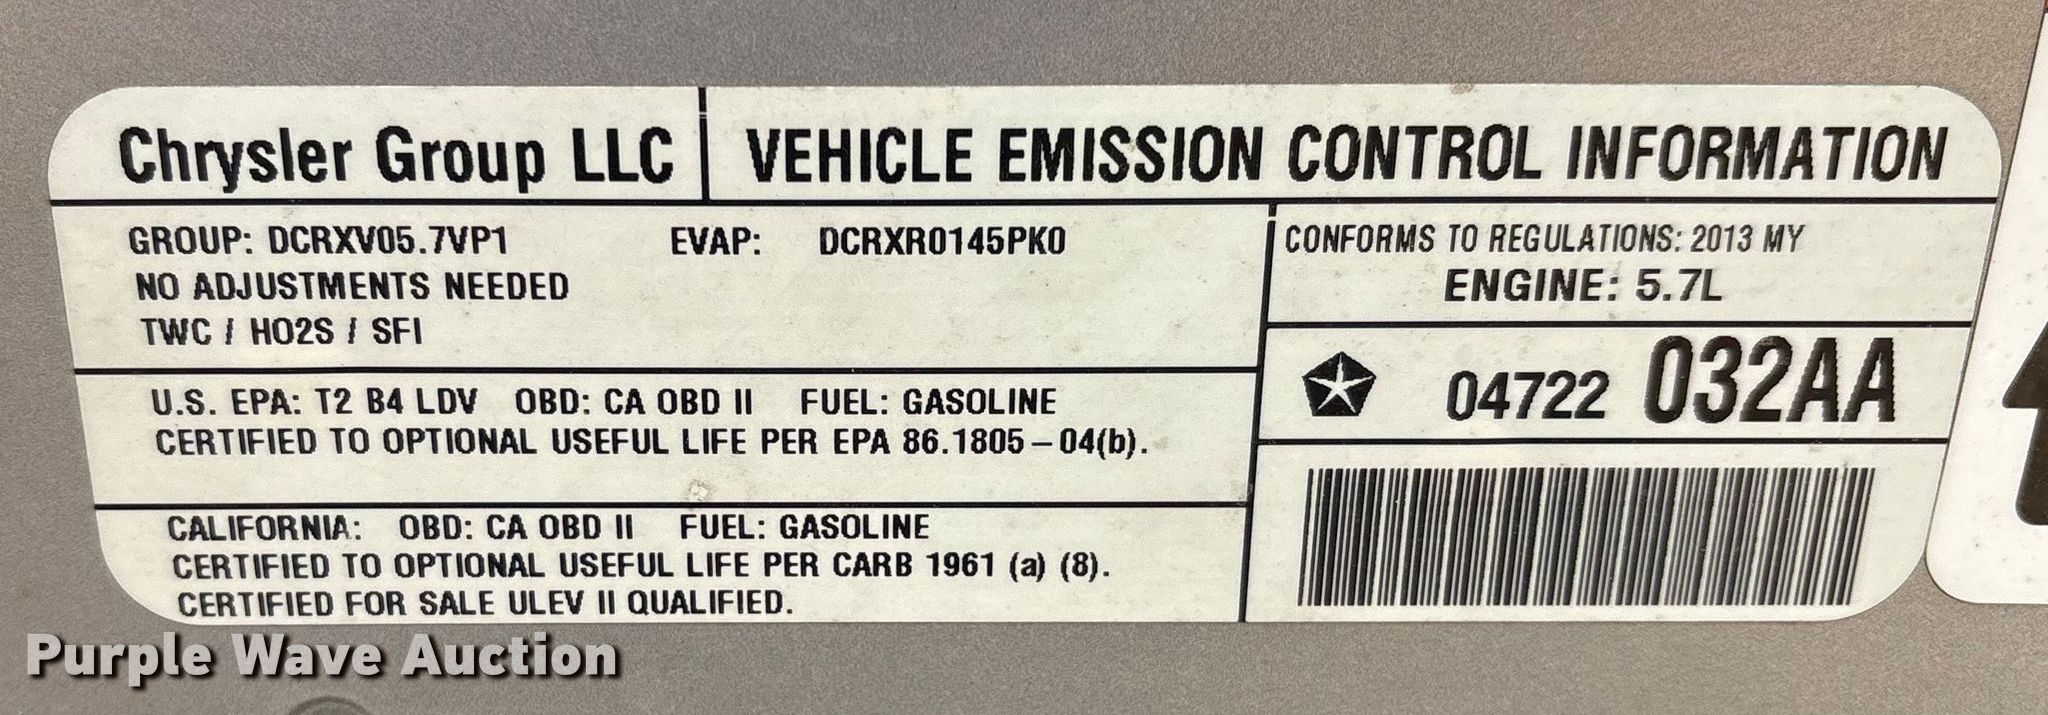 Chrysler Group LLC
VEHICLE EMISSION CONTROL INFORMATION
GROUP: DCRXV05.7VP1 EVAP: DCRXR0145PK0
NO ADJUSTMENTS NEEDED
TWC / HO2S / SFI
CONFORMS TO REGULATIONS: 2013 MY
ENGINE: 5.7L
04722 032AA
U.S. EPA: T2 B4 LDV OBD: CA OBD II FUEL: GASOLINE
CERTIFIED TO OPTIONAL USEFUL LIFE PER EPA 86.1805-04(b).
CALIFORNIA: OBD: CA OBD II FUEL: GASOLINE
CERTIFIED TO OPTIONAL USEFUL LIFE PER CARB 1961 (a) (8).
CERTIFIED FOR SALE ULEV II QUALIFIED.
Purple Wave Auction